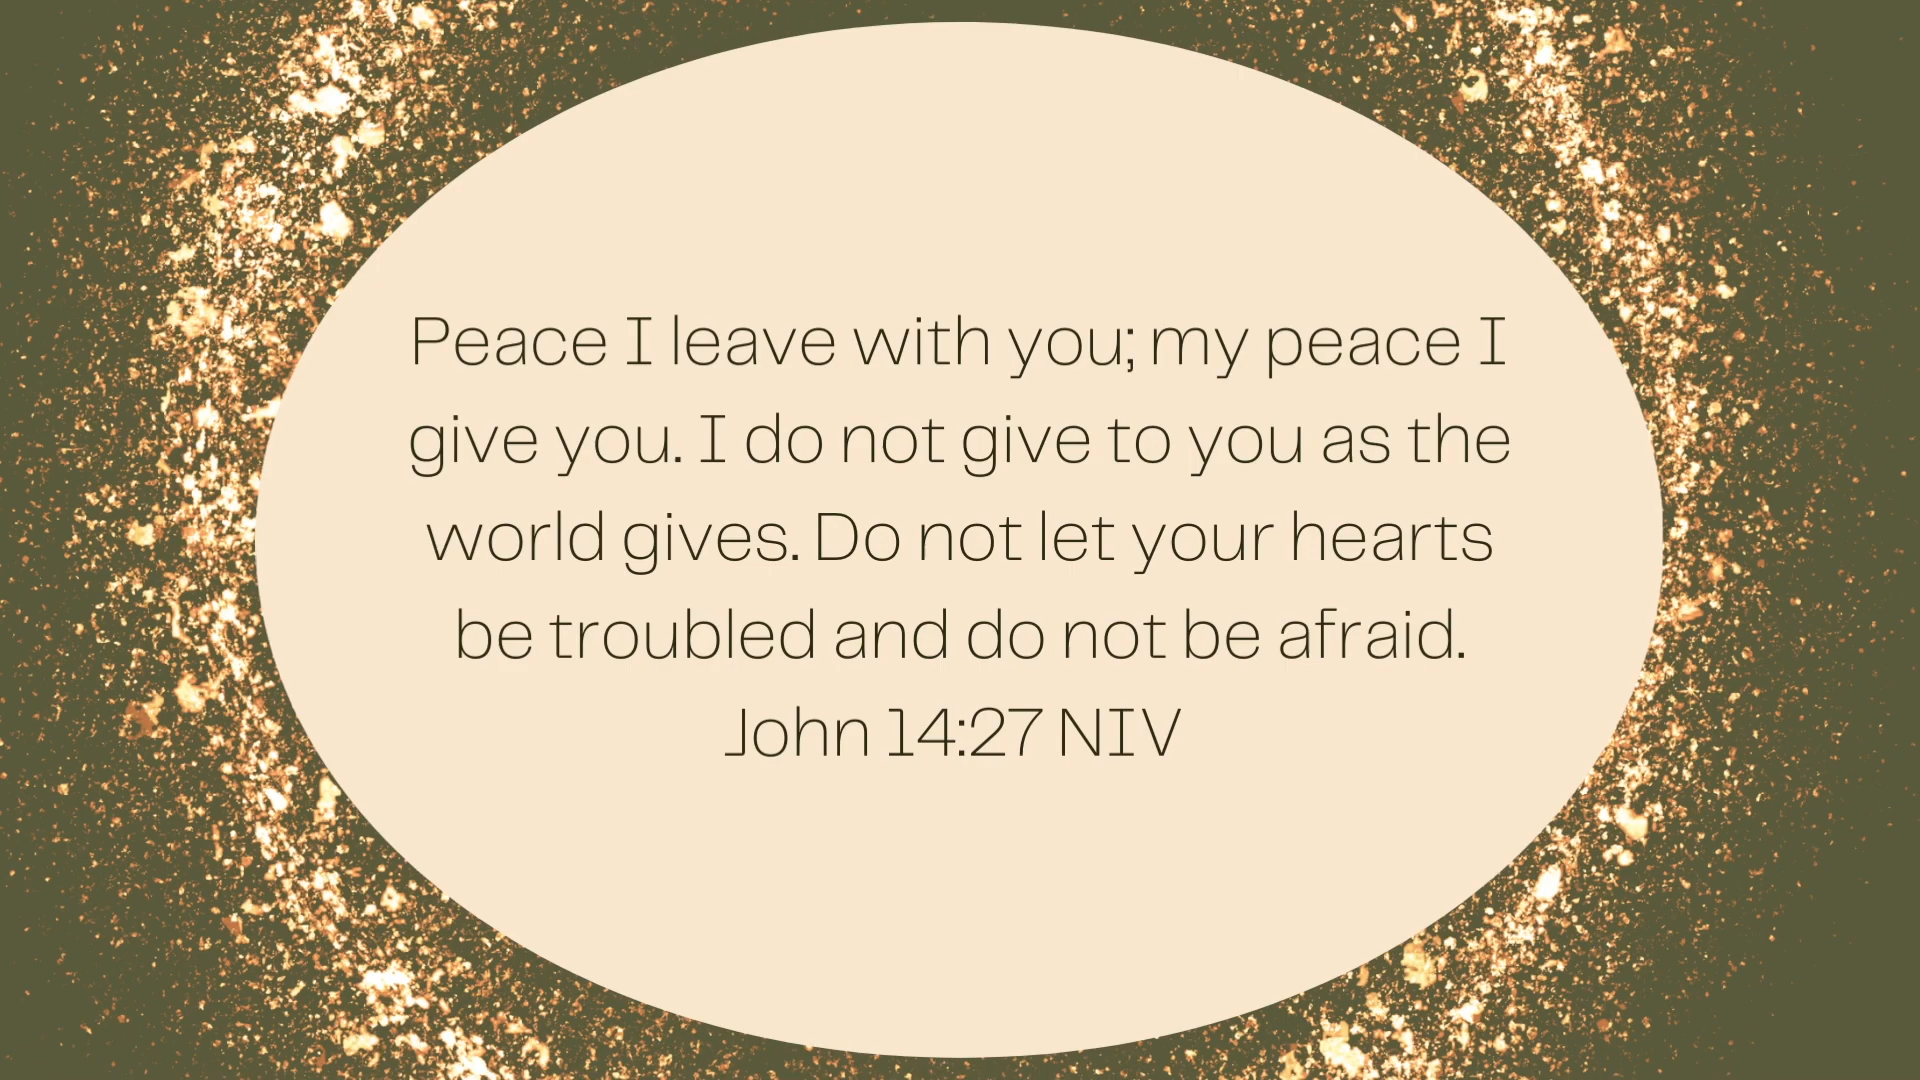 Peace I leave with you; my peace I
give you. I do not give to you as the
world gives. Do not let your hearts
be troubled and do not be afraid.
John 14:27 NIV